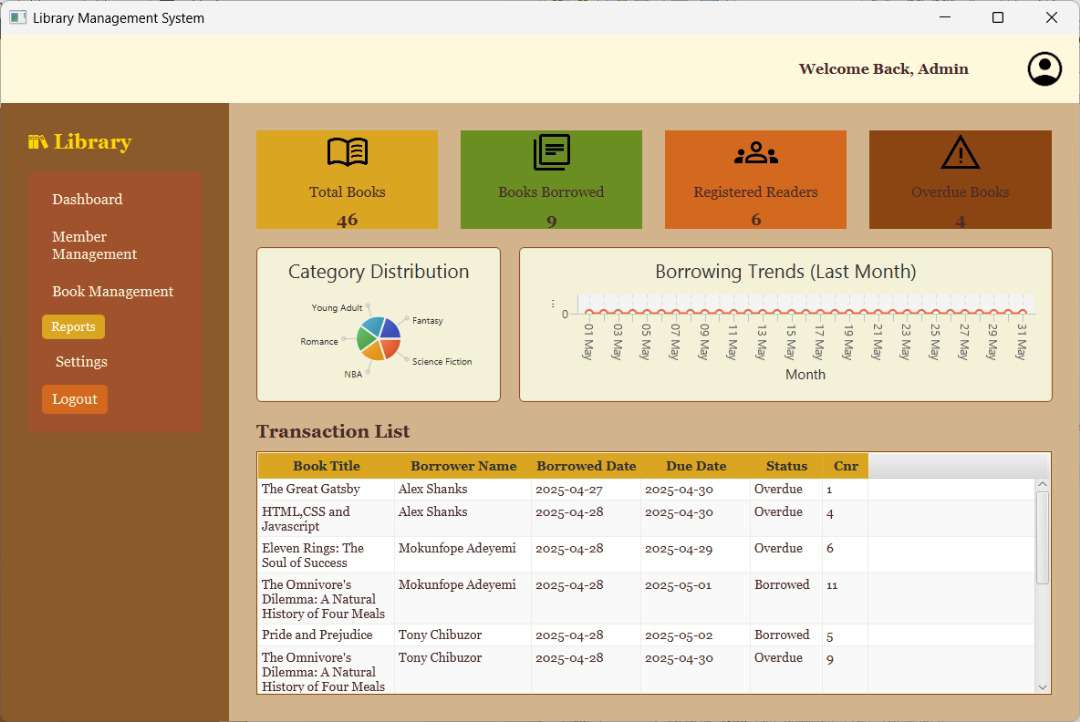 Library Management System
Welcome Back, Admin
Library
Dashboard
Member
Management
Book Management
Reports
Settings
Logout
Total Books
46
Books Borrowed
9
Registered Readers
6
Overdue Books
4
Category Distribution
Young Adult
Fantasy
Romance
Science Fiction
NBA
Borrowing Trends (Last Month)
0
01 May 03 May 05 May 07 May 09 May 11 May 13 May 15 May 17 May 19 May 21 May 23 May 25 May 27 May 29 May 31 May
Month
Transaction List
Book Title Borrower Name Borrowed Date Due Date Status Cnr
The Great Gatsby Alex Shanks 2025-04-27 2025-04-30 Overdue 1
HTML,CSS and Alex Shanks 2025-04-28 2025-04-30 Overdue 4
Javascript
Eleven Rings: The Mokunfope Adeyemi 2025-04-28 2025-04-29 Overdue 6
Soul of Success
The Omnivore's Mokunfope Adeyemi 2025-04-28 2025-05-01 Borrowed 11
Dilemma: A Natural
History of Four Meals
Pride and Prejudice Tony Chibuzor 2025-04-28 2025-05-02 Borrowed 5
The Omnivore's Tony Chibuzor 2025-04-28 2025-04-30 Overdue 9
Dilemma: A Natural
History of Four Meals